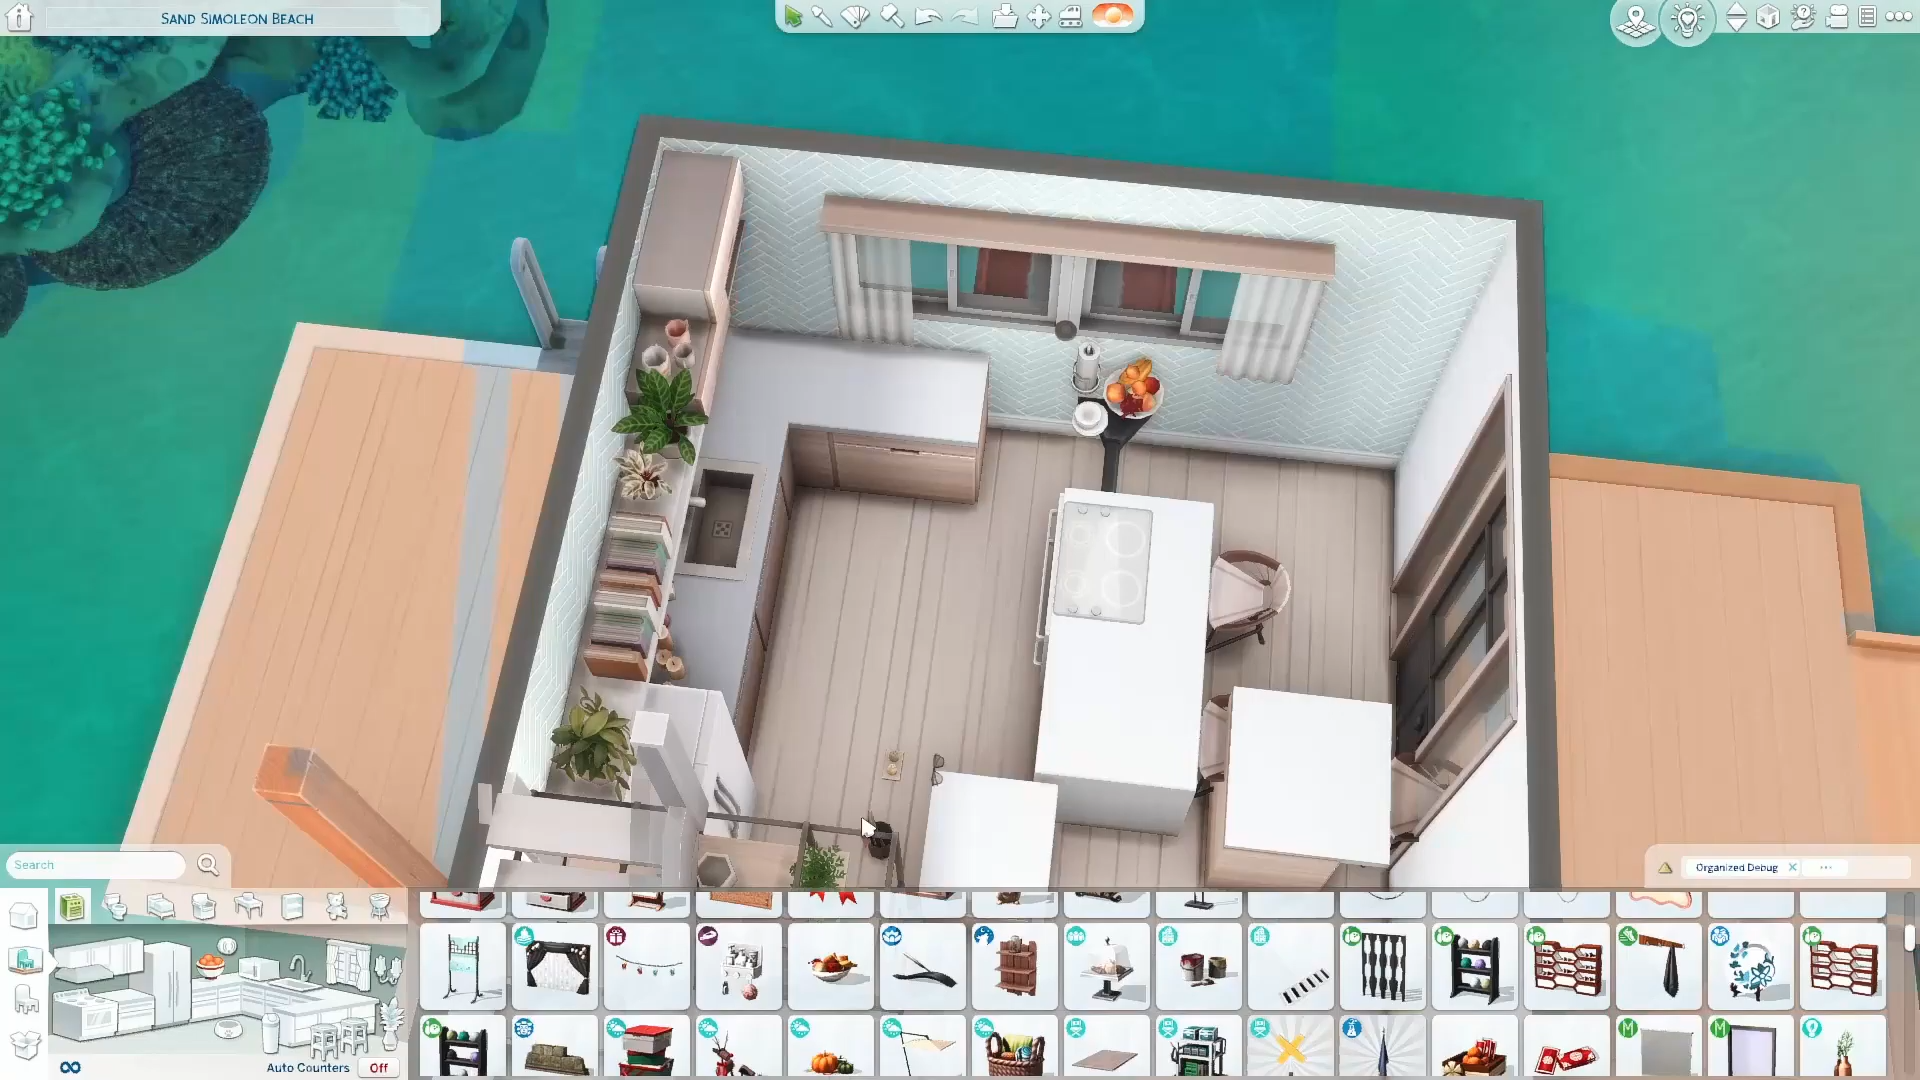 SAND SIMOLEON BEACH
Organized Debug
Search
Auto Counters
Off
M
M